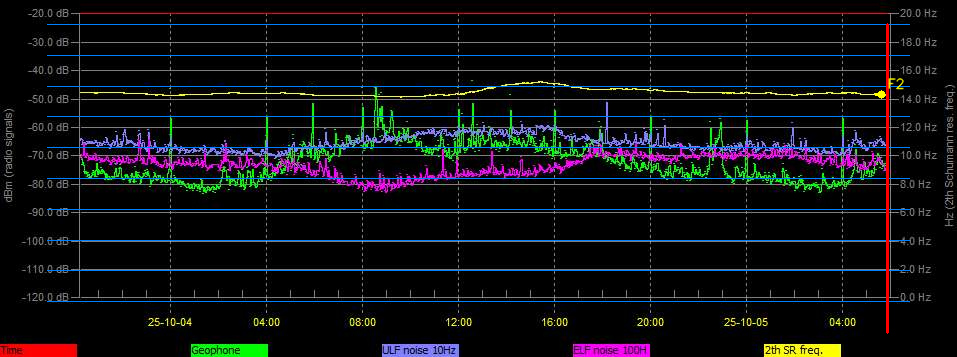 -20.0 dB
20.0 Hz
-30.0 dB
18.0 Hz
-40.0 dB
16.0 Hz
F2
-50.0 dB
14.0 Hz
-60.0 dB
12.0 Hz
-70.0 dB
10.0 Hz
-80.0 dB
8.0 Hz
-90.0 dB
6.0 Hz
-100.0 dB
4.0 Hz
-110.0 dB
2.0 Hz
-120.0 dB
0.0 Hz
dBm (radio signals)
Hz (2th Schumann res. freq.)
25-10-04 04:00 08:00 12:00 16:00 20:00 25-10-05 04:00
Time Geophone ULF noise 10Hz ELF noise 100H 2th SR freq.